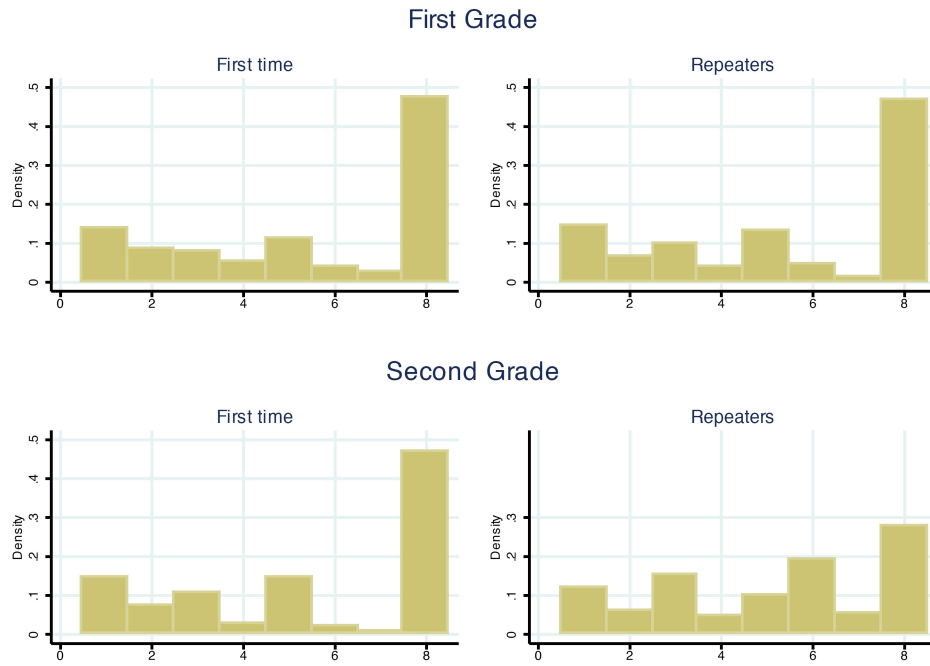 First Grade
First time
Repeaters
Density
.5
.4
.3
.2
.1
0
0 2 4 6 8
Density
.5
.4
.3
.2
.1
0
0 2 4 6 8
Second Grade
First time
Repeaters
Density
.5
.4
.3
.2
.1
0
0 2 4 6 8
Density
.3
.2
.1
0
0 2 4 6 8